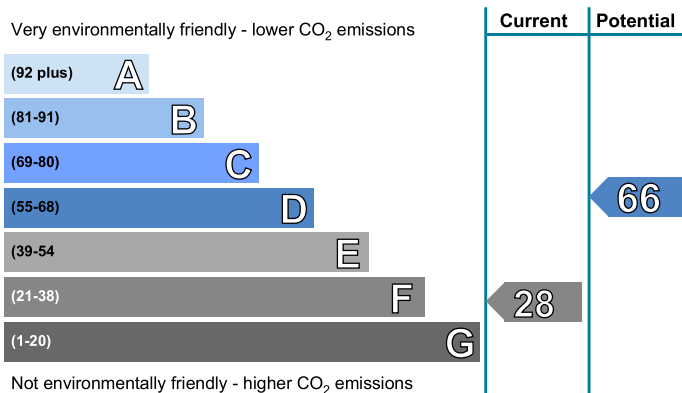 Current Potential
Very environmentally friendly - lower CO2 emissions
(92 plus) A
(81-91) B
(69-80) C
(55-68) D
66
(39-54 E
(21-38) F
28
(1-20) G
Not environmentally friendly - higher CO2 emissions